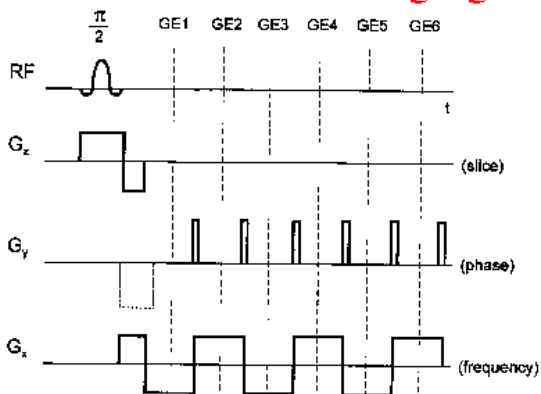 π/2 GE1 GE2 GE3 GE4 GE5 GE6
RF
t
Gz
(slice)
Gy
(phase)
Gx
(frequency)